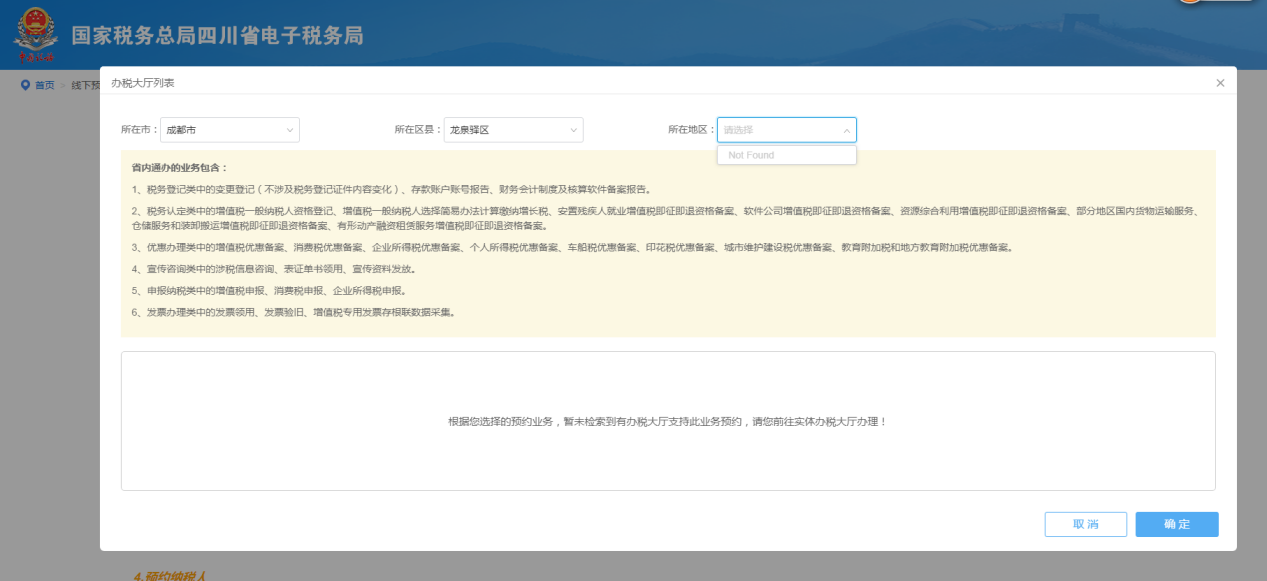 国家税务总局四川省电子税务局
首页 > 线下预
办税大厅列表
所在市： 成都市 所在区县： 龙泉驿区 所在地区： 请选择
Not Found
省内通办的业务包含：
1、税务登记类中的变更登记（不涉及税务登记证件内容变化）、存款账户账号报告、财务会计制度及核算软件备案报告。
2、税务认定类中的增值税一般纳税人资格登记、增值税一般纳税人选择简易办法计算缴纳增长税、安置残疾人就业增值税即征即退资格备案、软件公司增值税即征即退资格备案、资源综合利用增值税即征即退资格备案、部分地区国内货物运输服务、
仓储服务和装卸搬运增值税即征即退资格备案、有形动产融资租赁服务增值税即征即退资格备案。
3、优惠办理类中的增值税优惠备案、消费税优惠备案、企业所得税优惠备案、个人所得税优惠备案、车船税优惠备案、印花税优惠备案、城市维护建设税优惠备案、教育附加税和地方教育附加税优惠备案。
4、宣传咨询类中的涉税信息咨询、表证单书领用、宣传资料发放。
5、申报纳税类中的增值税申报、消费税申报、企业所得税申报。
6、发票办理类中的发票领用、发票验旧、增值税专用发票存根联数据采集。
根据您选择的预约业务，暂未检索到有办税大厅支持此业务预约，请您前往实体办税大厅办理！
取消 确定
4.预约纳税人